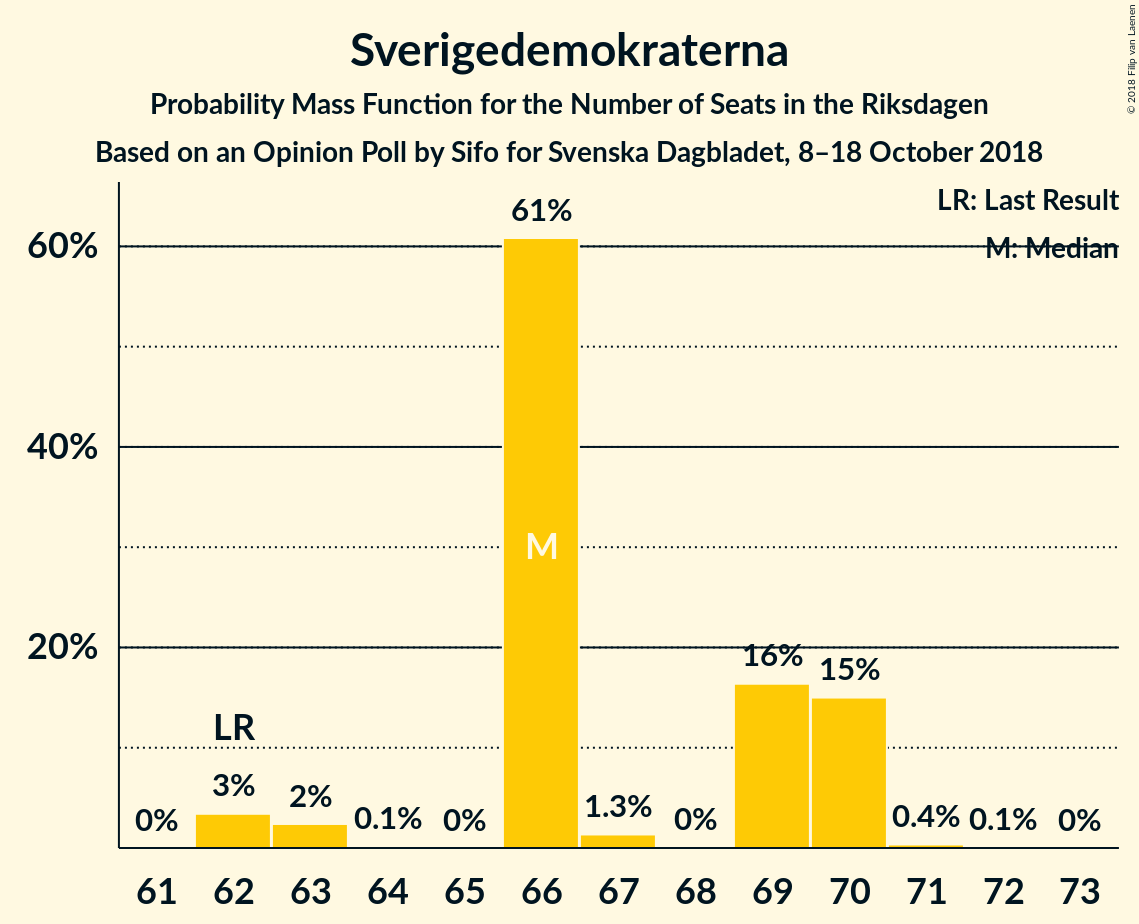 Sverigedemokraterna
Probability Mass Function for the Number of Seats in the Riksdagen
Based on an Opinion Poll by Sifo for Svenska Dagbladet, 8–18 October 2018
© 2018 Filip van Laenen
LR: Last Result
M: Median
60%
40%
20%
0%
3%
2%
0.1%
0%
61%
1.3%
0%
16%
15%
0.4%
0.1%
0%
LR
M
61 62 63 64 65 66 67 68 69 70 71 72 73